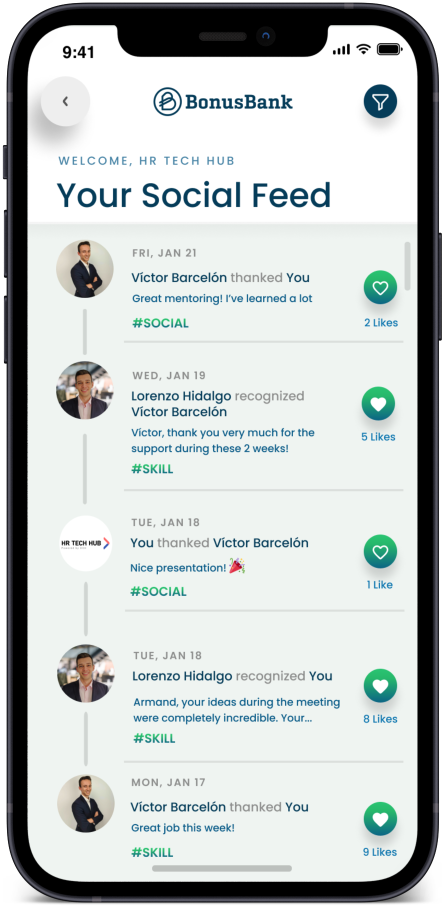 9:41
BonusBank
WELCOME, HR TECH HUB
Your Social Feed
FRI, JAN 21
Víctor Barcelón thanked You
Great mentoring! I've learned a lot
#SOCIAL
2 Likes
WED, JAN 19
Lorenzo Hidalgo recognized
Víctor Barcelón
Víctor, thank you very much for the
support during these 2 weeks!
#SKILL
5 Likes
HR TECH HUB
TUE, JAN 18
You thanked Víctor Barcelón
Nice presentation! 🎉
#SOCIAL
1 Like
TUE, JAN 18
Lorenzo Hidalgo recognized You
Armand, your ideas during the meeting
were completely incredible. Your...
#SKILL
8 Likes
MON, JAN 17
Víctor Barcelón thanked You
Great job this week!
#SKILL
9 Likes